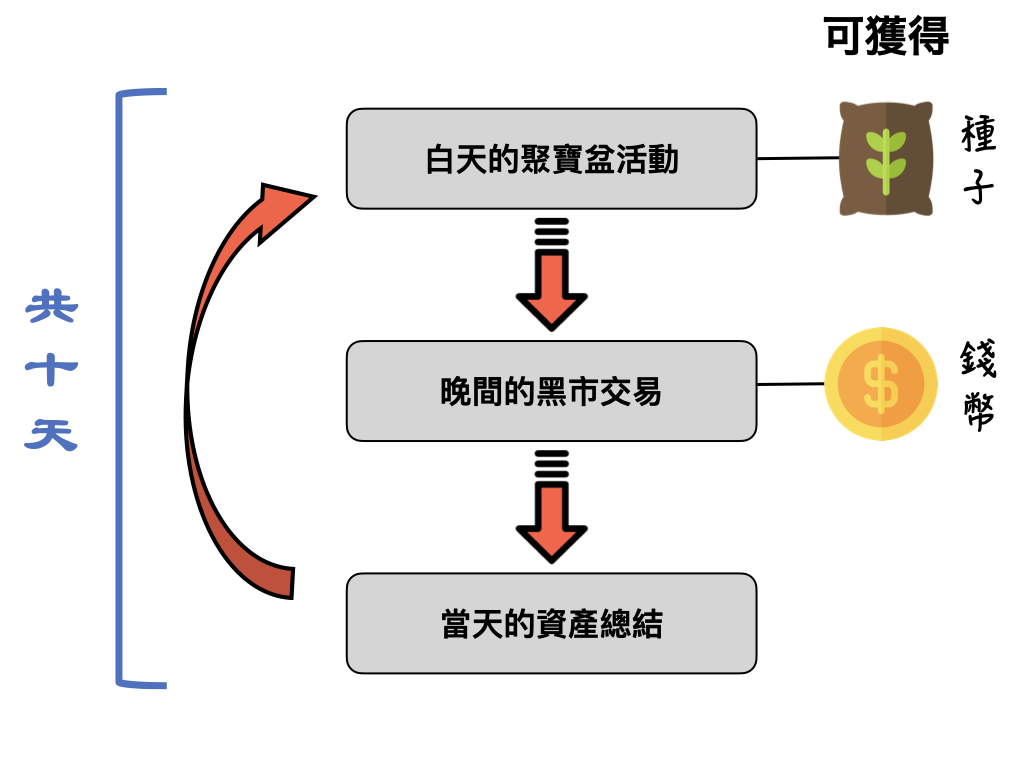 可獲得
白天的聚寶盆活動
種子
晚間的黑市交易
錢幣
當天的資產總結
共十天